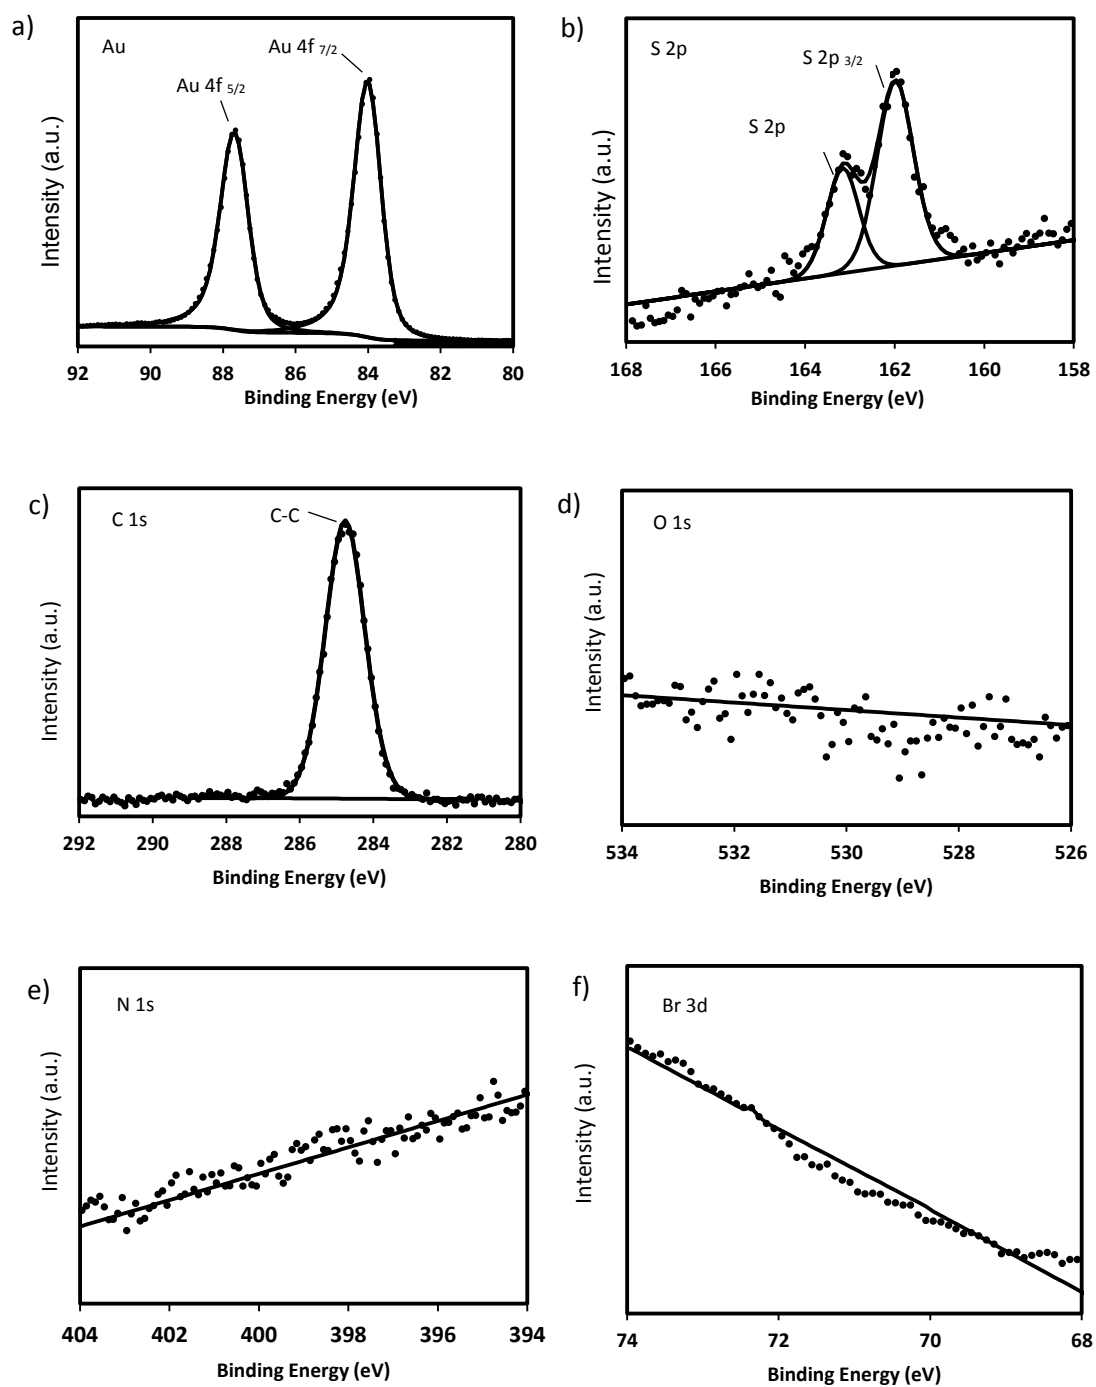 a)
Au
Au 4f 7/2
Au 4f 5/2
Intensity (a.u.)
92 90 88 86 84 82 80
Binding Energy (eV)
b)
S 2p
S 2p 3/2
S 2p
Intensity (a.u.)
168 166 164 162 160 158
Binding Energy (eV)
c)
C 1s
C-C
Intensity (a.u.)
292 290 288 286 284 282 280
Binding Energy (eV)
d)
O 1s
Intensity (a.u.)
534 532 530 528 526
Binding Energy (eV)
e)
N 1s
Intensity (a.u.)
404 402 400 398 396 394
Binding Energy (eV)
f)
Br 3d
Intensity (a.u.)
74 72 70 68
Binding Energy (eV)